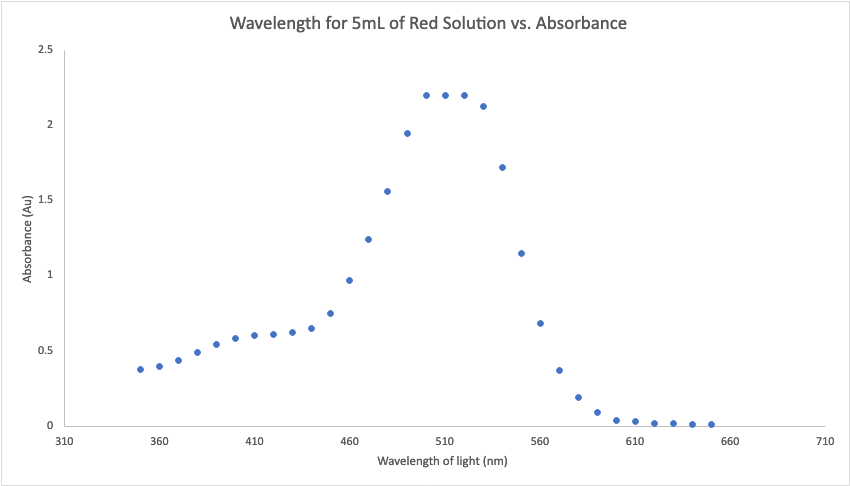 Wavelength for 5mL of Red Solution vs. Absorbance
2.5
2
1.5
1
0.5
0
Absorbance (Au)
310 360 410 460 510 560 610 660 710
Wavelength of light (nm)